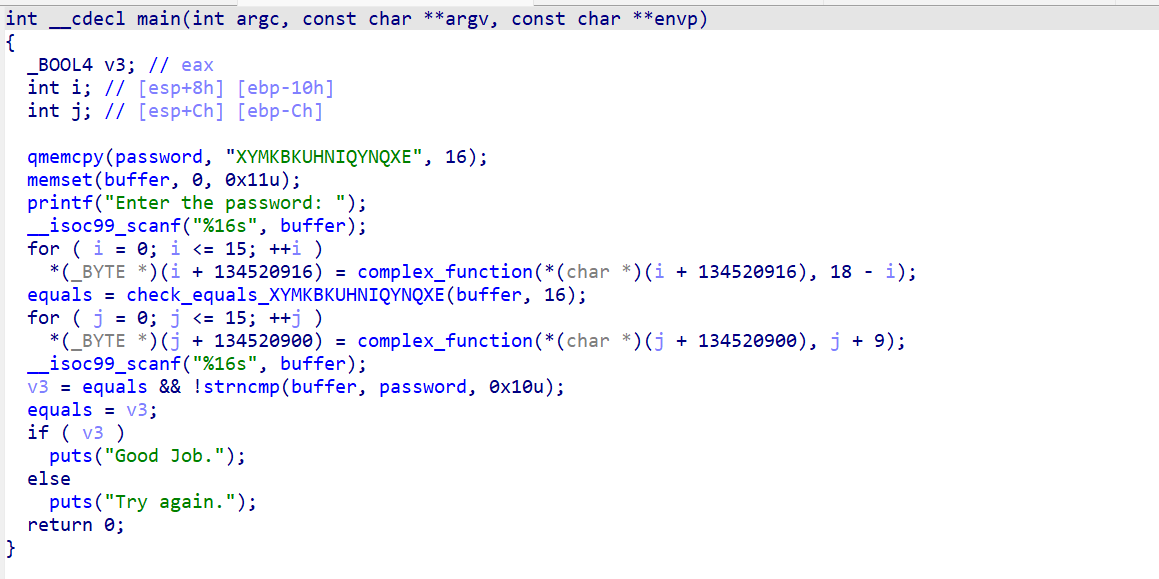 int __cdecl main(int argc, const char **argv, const char **envp)
{
  _BOOL4 v3; // eax
  int i; // [esp+8h] [ebp-10h]
  int j; // [esp+Ch] [ebp-Ch]

  qmemcpy(password, "XYMKBKUHNIQYNQXE", 16);
  memset(buffer, 0, 0x11u);
  printf("Enter the password: ");
  __isoc99_scanf("%16s", buffer);
  for ( i = 0; i <= 15; ++i )
    *(_BYTE *)(i + 134520916) = complex_function(*(char *)(i + 134520916), 18 - i);
  equals = check_equals_XYMKBKUHNIQYNQXE(buffer, 16);
  for ( j = 0; j <= 15; ++j )
    *(_BYTE *)(j + 134520900) = complex_function(*(char *)(j + 134520900), j + 9);
  __isoc99_scanf("%16s", buffer);
  v3 = equals && !strncmp(buffer, password, 0x10u);
  equals = v3;
  if ( v3 )
    puts("Good Job.");
  else
    puts("Try again.");
  return 0;
}